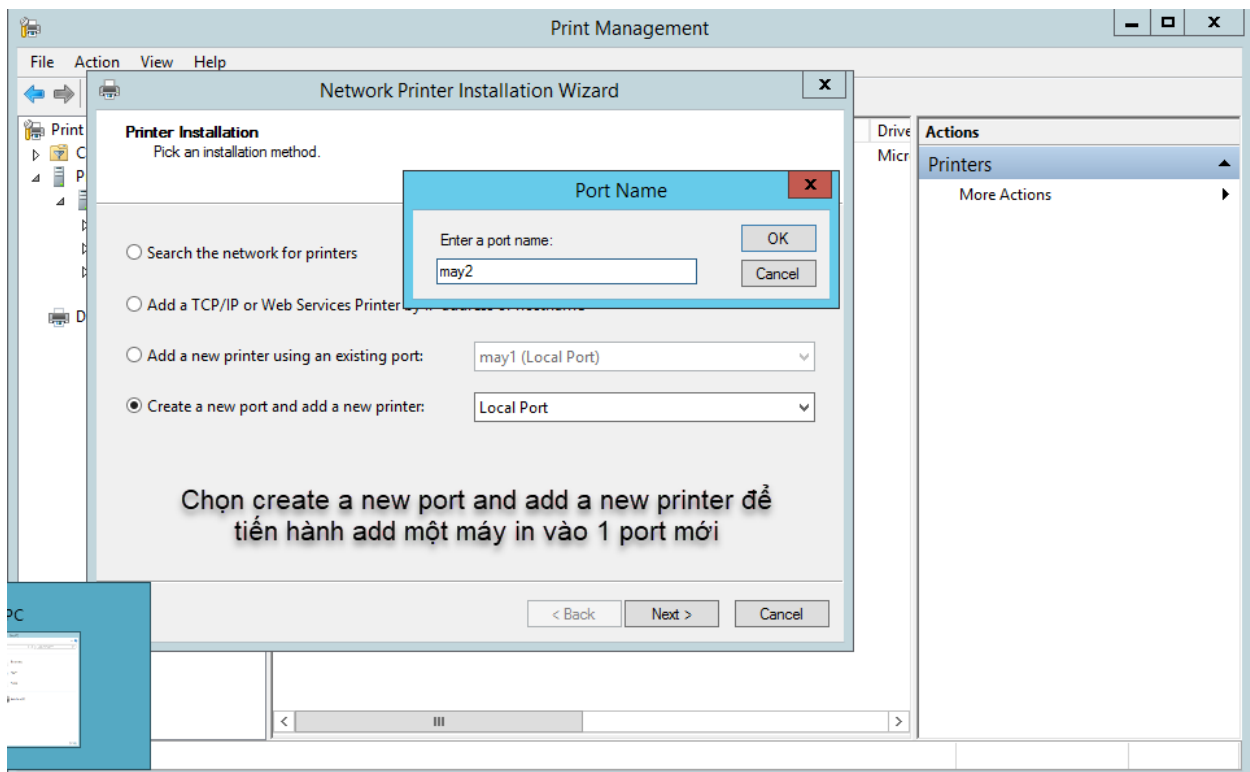 Print Management
File Action View Help
Network Printer Installation Wizard
Print
Printer Installation
Pick an installation method.
Drive
Micr
Actions
Printers
More Actions
C
P
D
Port Name
Enter a port name:
may2
OK
Cancel
Search the network for printers
Add a TCP/IP or Web Services Printer
Add a new printer using an existing port:
may1 (Local Port)
Create a new port and add a new printer:
Local Port
Chọn create a new port and add a new printer để
tiến hành add một máy in vào 1 port mới
< Back Next > Cancel
PC